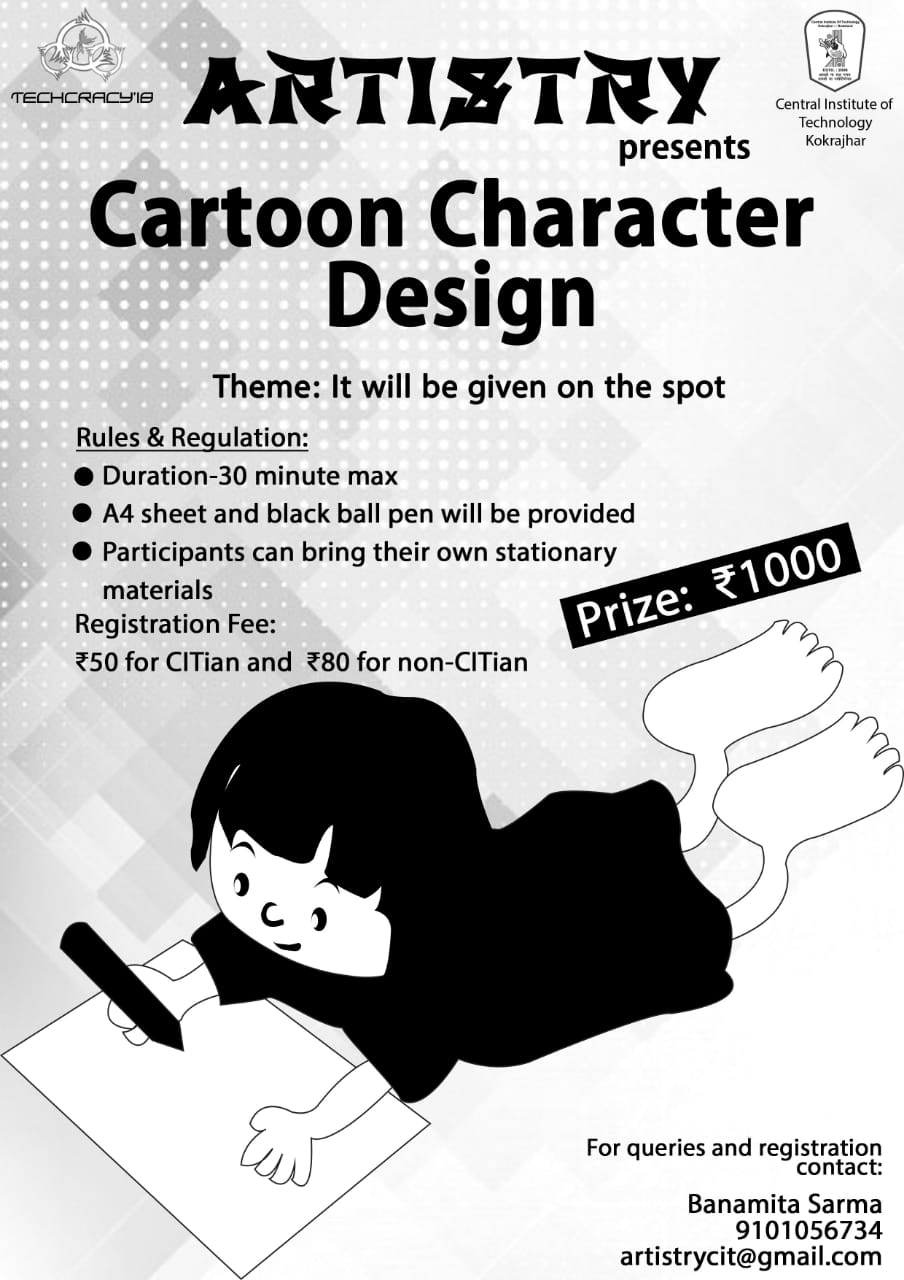 TECHCRACY'18
ARTISTRY
presents
Central Institute of
Technology
Kokrajhar
Cartoon Character
Design
Theme: It will be given on the spot
Rules & Regulation:
● Duration-30 minute max
● A4 sheet and black ball pen will be provided
● Participants can bring their own stationary
materials
Registration Fee:
₹50 for CITian and ₹80 for non-CITian
Prize: ₹1000
For queries and registration
contact:
Banamita Sarma
9101056734
artistrycit@gmail.com